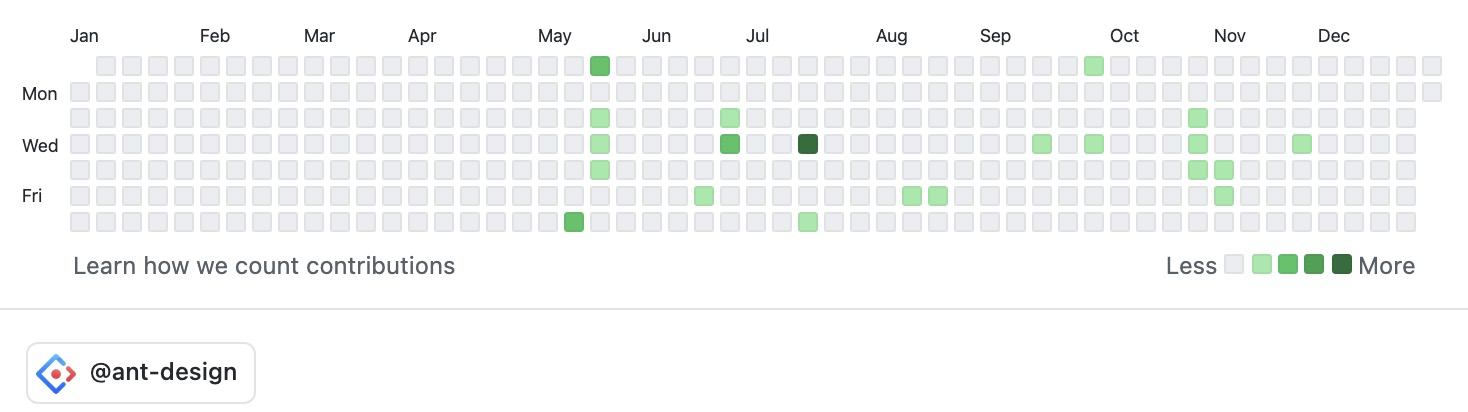 Jan Feb Mar Apr May Jun Jul Aug Sep Oct Nov Dec
Mon
Wed
Fri
Learn how we count contributions Less More
@ant-design